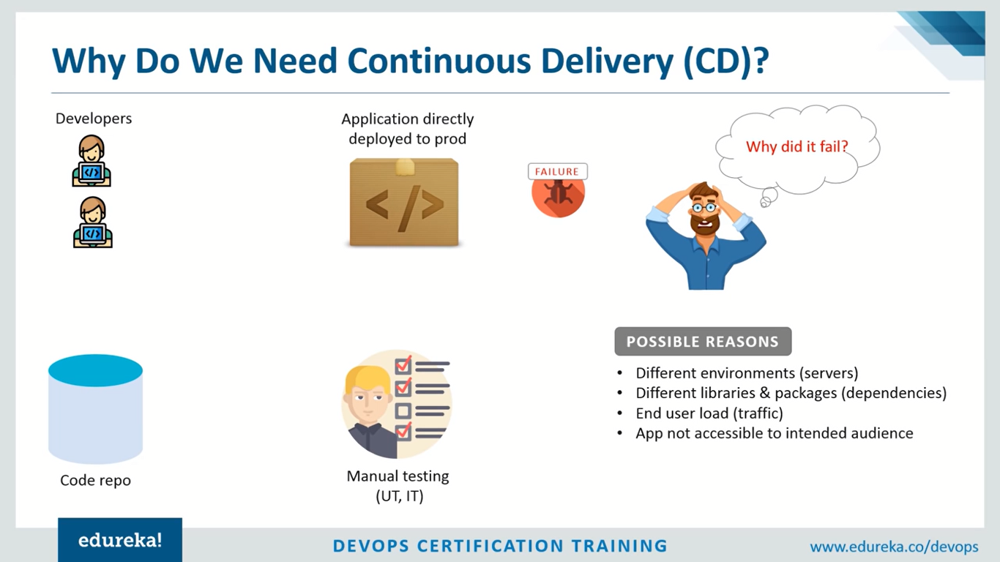 Why Do We Need Continuous Delivery (CD)?
Developers
Application directly
deployed to prod
FAILURE
Why did it fail?
</>
</>
</>
Code repo
Manual testing
(UT, IT)
POSSIBLE REASONS
• Different environments (servers)
• Different libraries & packages (dependencies)
• End user load (traffic)
• App not accessible to intended audience
edureka!
DEVOPS CERTIFICATION TRAINING
www.edureka.co/devops